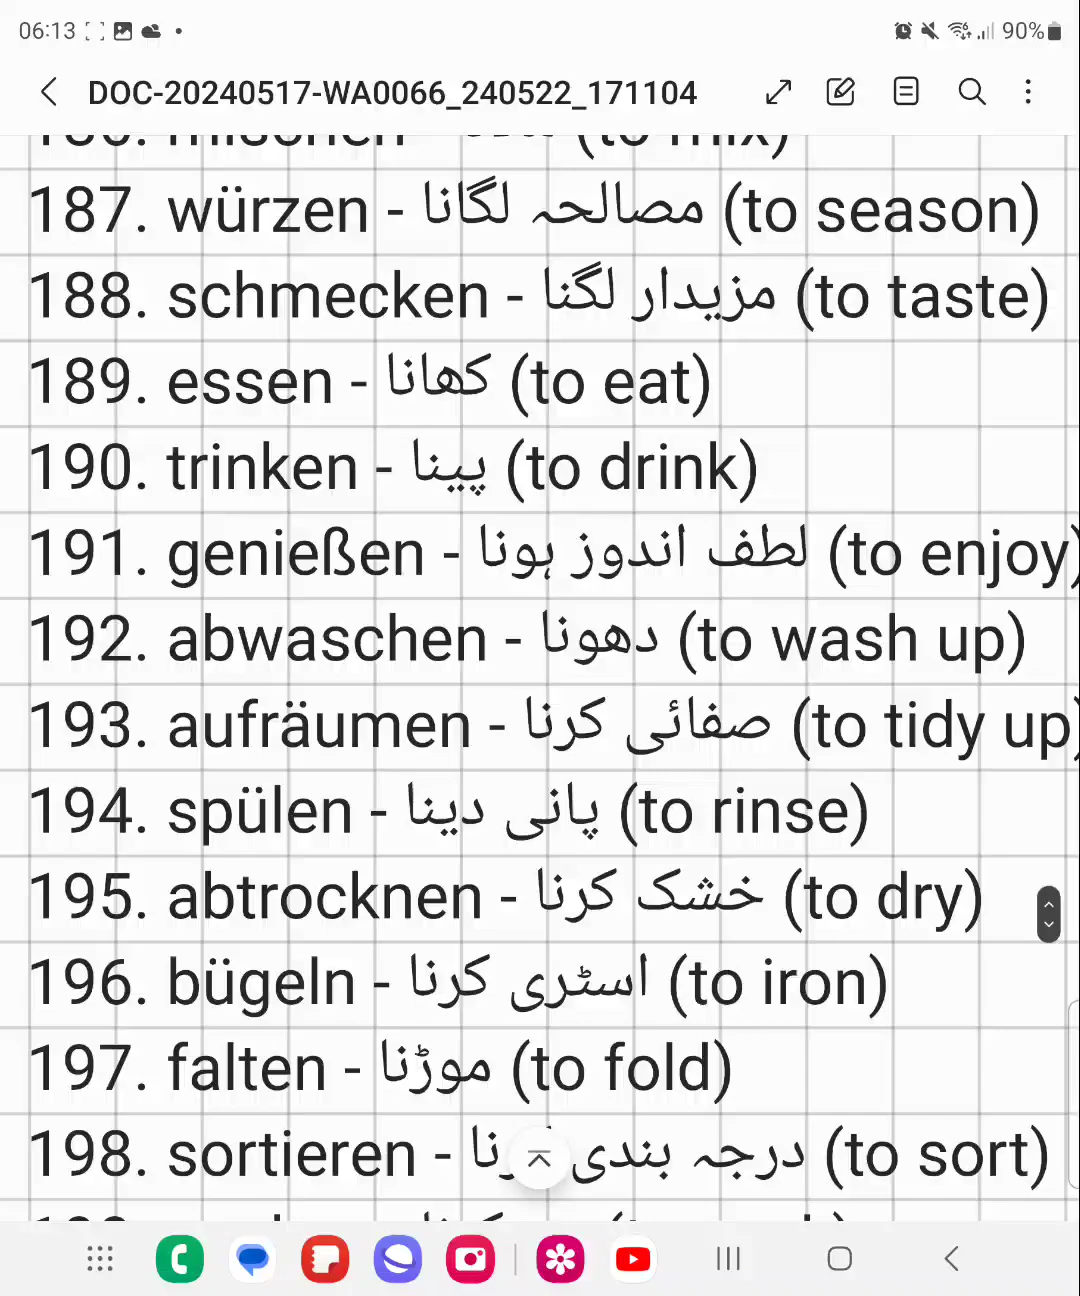 06:13 90%
DOC-20240517-WA0066_240522_171104
187. würzen - مصالحہ لگانا (to season)
188. schmecken - مزیدار لگنا (to taste)
189. essen - کھانا (to eat)
190. trinken - پینا (to drink)
191. genießen - لطف اندوز ہونا (to enjoy)
192. abwaschen - دھونا (to wash up)
193. aufräumen - صفائی کرنا (to tidy up)
194. spülen - پانی دینا (to rinse)
195. abtrocknen - خشک کرنا (to dry)
196. bügeln - استری کرنا (to iron)
197. falten - موڑنا (to fold)
198. sortieren - درجہ بندی (to sort)